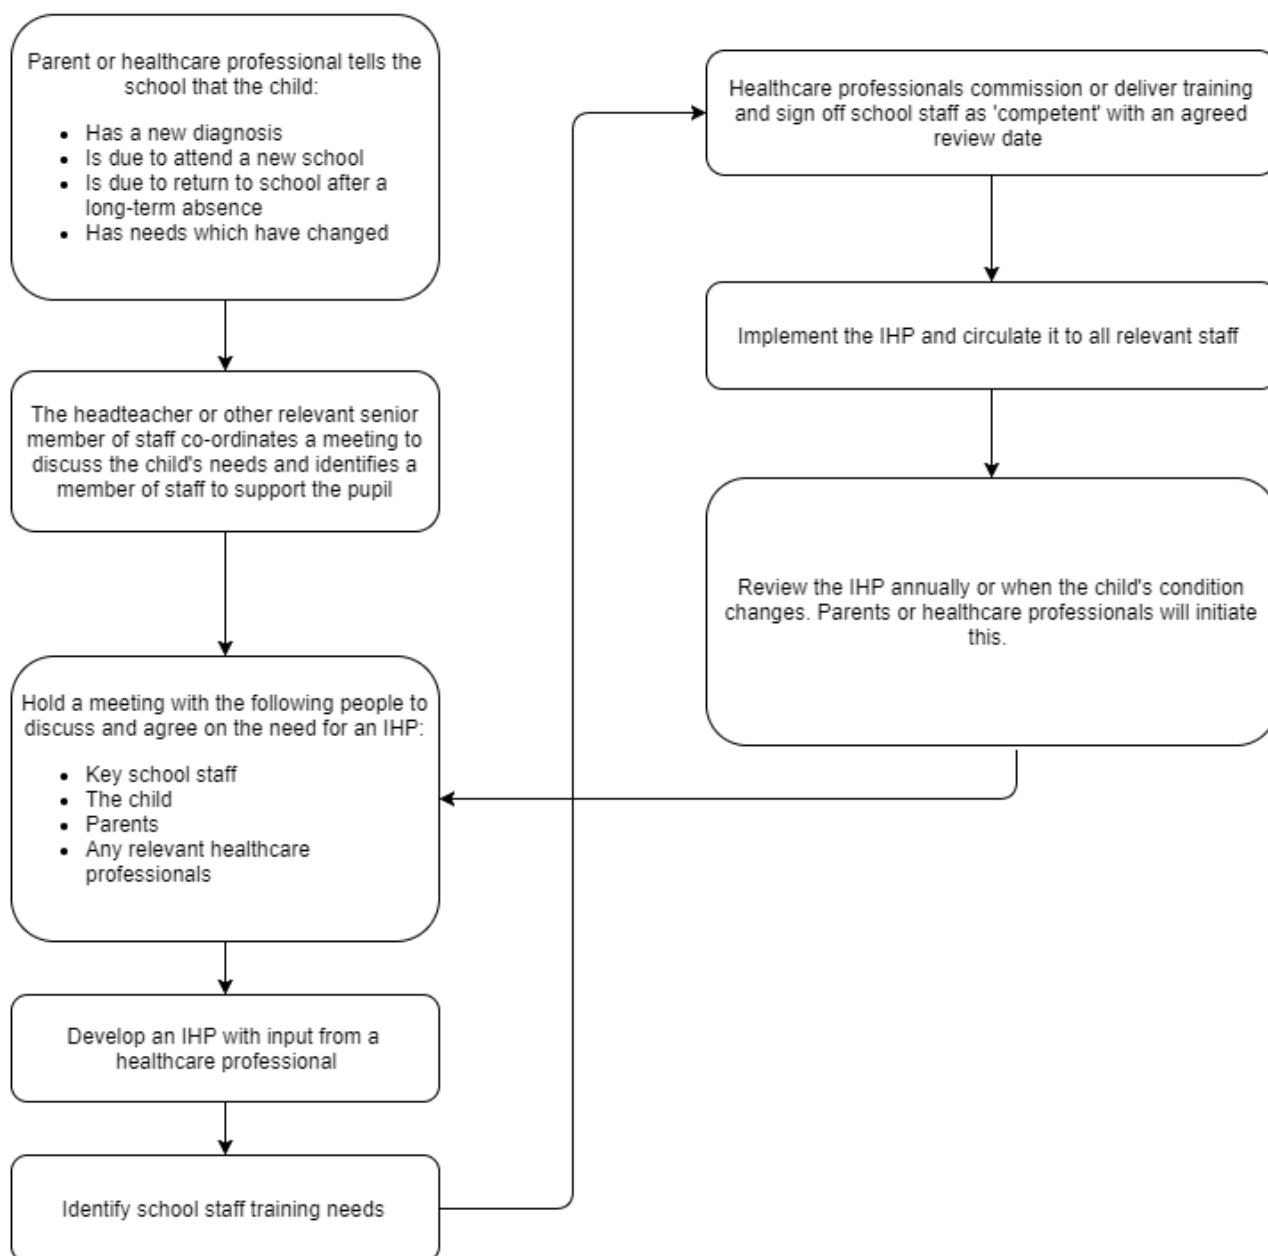 Parent or healthcare professional tells the
school that the child:
• Has a new diagnosis
• Is due to attend a new school
• Is due to return to school after a
long-term absence
• Has needs which have changed
The headteacher or other relevant senior
member of staff co-ordinates a meeting to
discuss the child's needs and identifies a
member of staff to support the pupil
Hold a meeting with the following people to
discuss and agree on the need for an IHP:
• Key school staff
• The child
• Parents
• Any relevant healthcare
professionals
Develop an IHP with input from a
healthcare professional
Identify school staff training needs
Healthcare professionals commission or deliver training
and sign off school staff as 'competent' with an agreed
review date
Implement the IHP and circulate it to all relevant staff
Review the IHP annually or when the child's condition
changes. Parents or healthcare professionals will initiate
this.